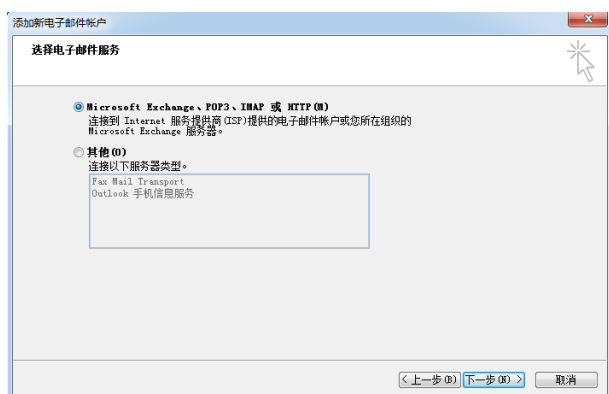 添加新电子邮件帐户
选择电子邮件服务
Microsoft Exchange、POP3、IMAP 或 HTTP(M)
连接到 Internet 服务提供商(ISP)提供的电子邮件帐户或您所在组织的
Microsoft Exchange 服务器。
其他(O)
连接以下服务器类型。
Fax Mail Transport
Outlook 手机信息服务
<上一步(B)
下一步(N)>
取消